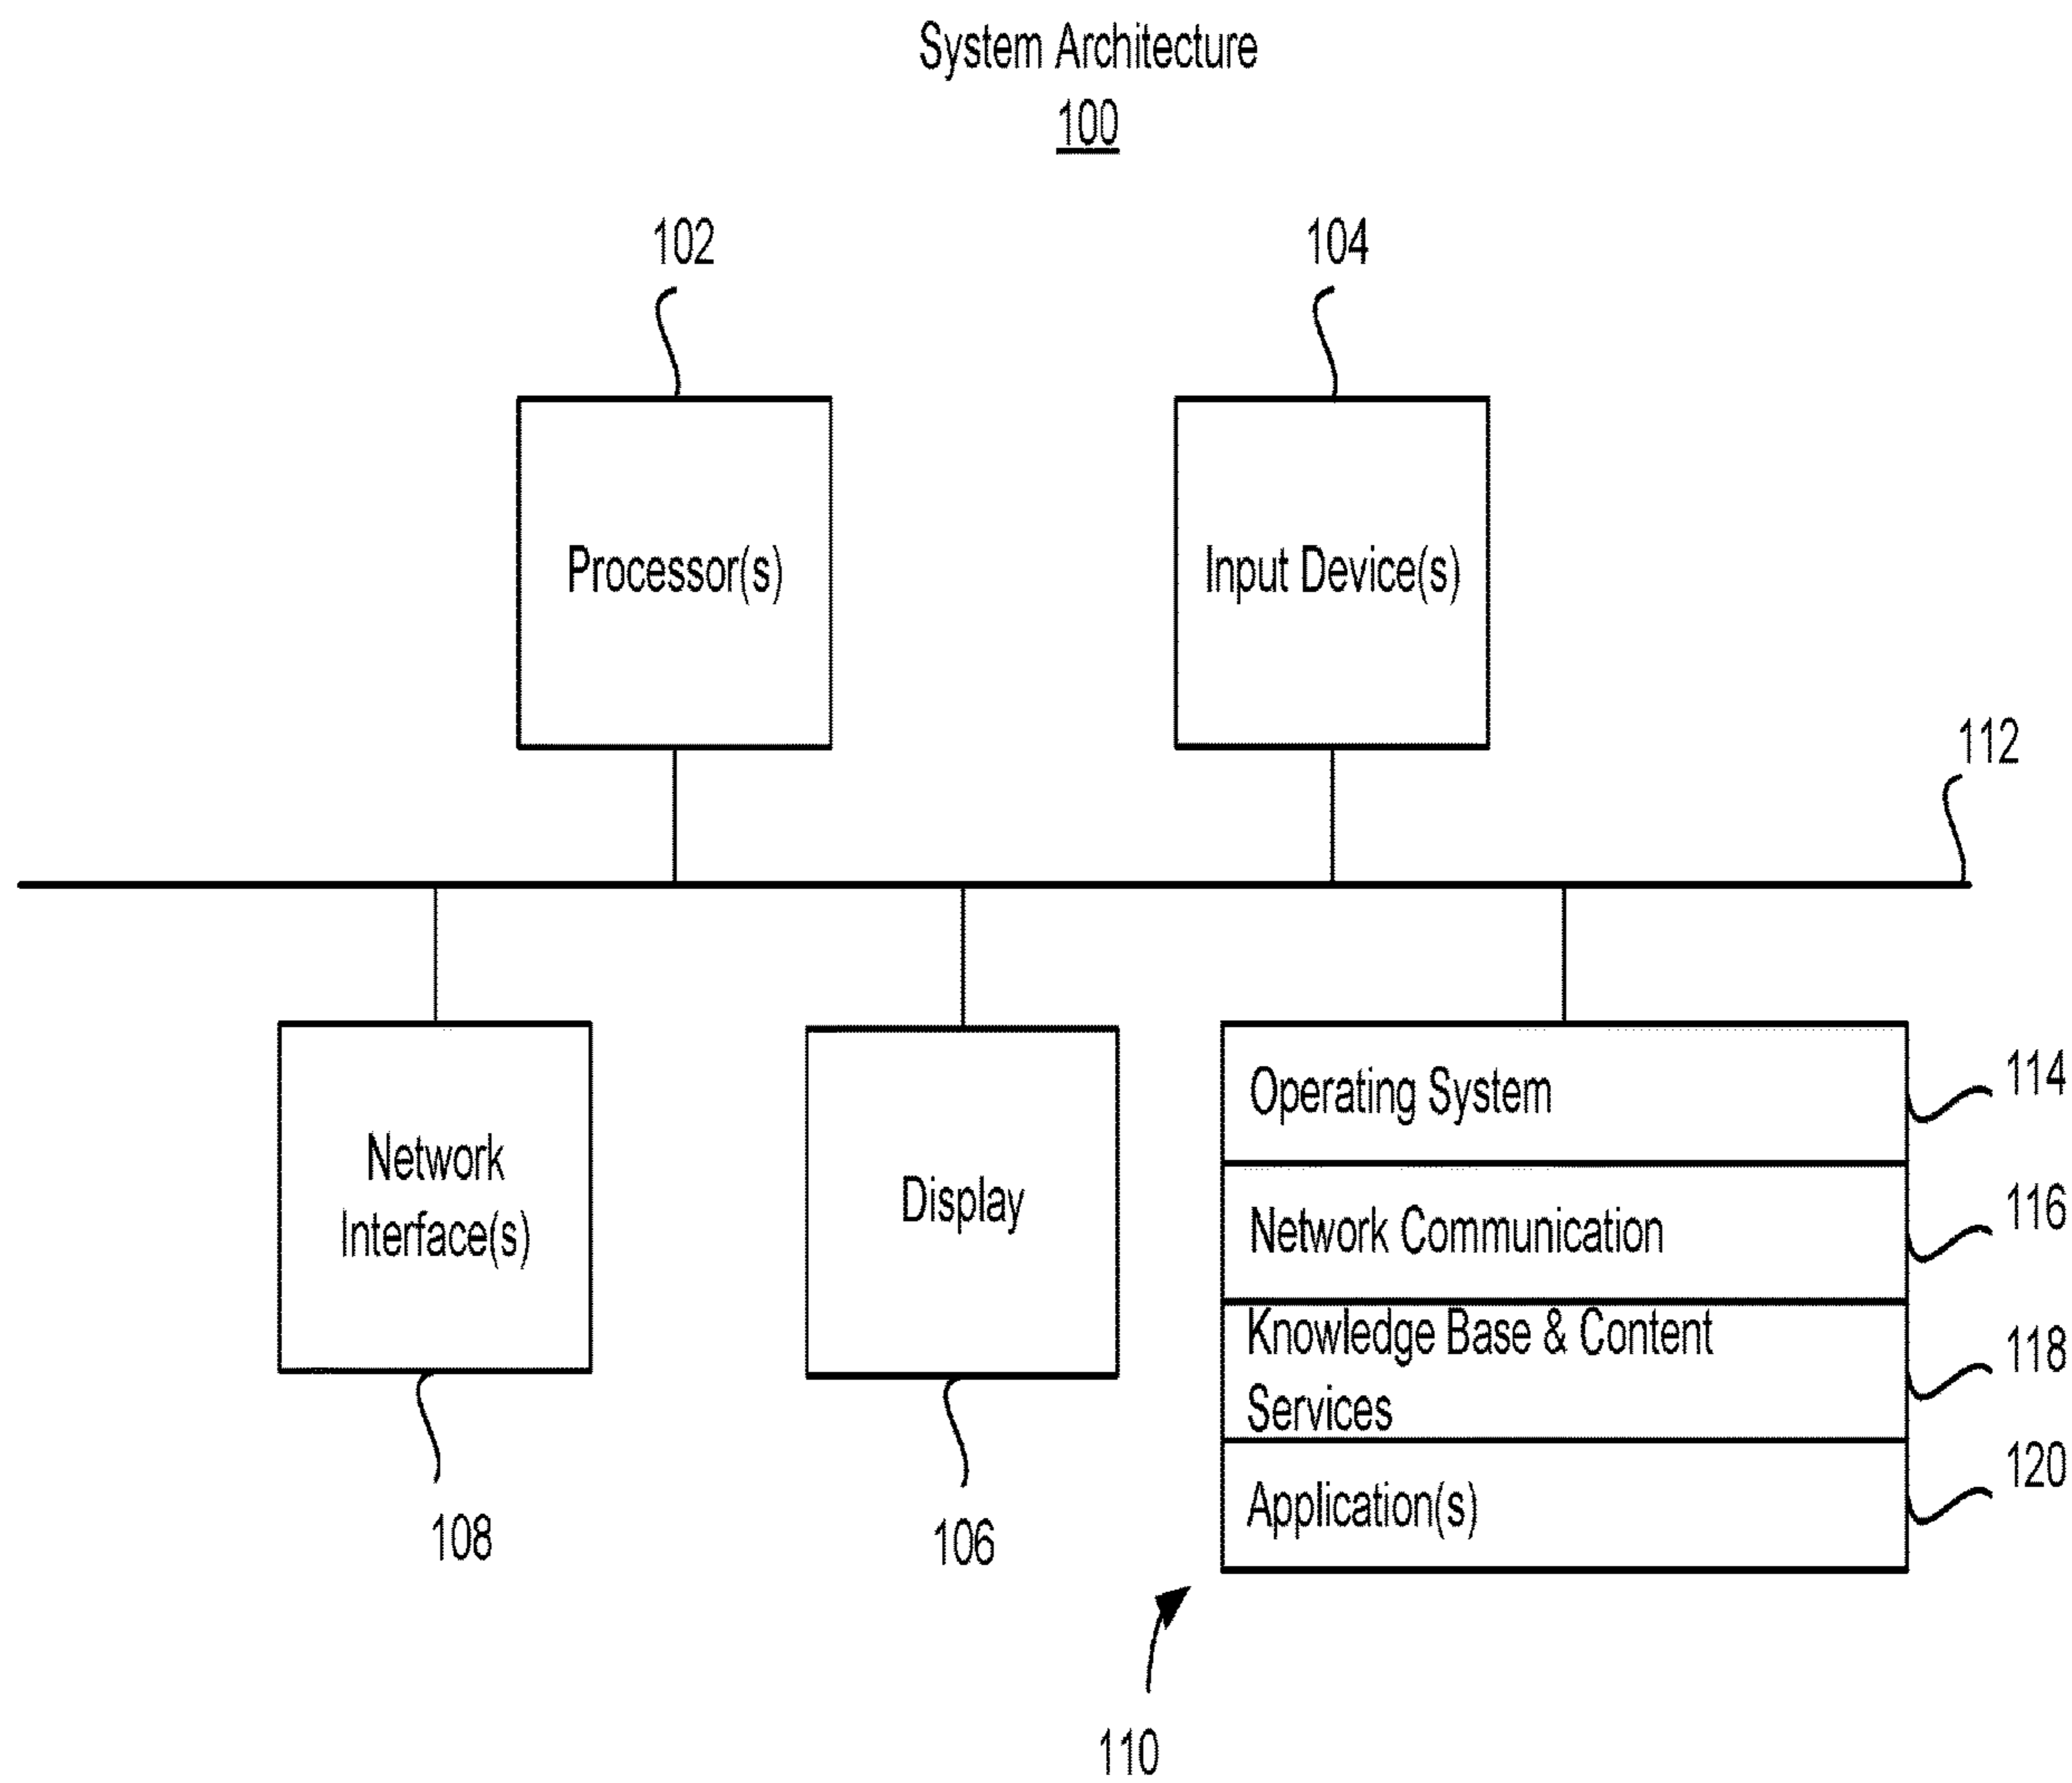 System Architecture
100
102
104
Processor(s)
Input Device(s)
112
Network
Interface(s)
Display
Operating System
114
Network Communication
116
Knowledge Base & Content
Services
118
Application(s)
120
108
106
110